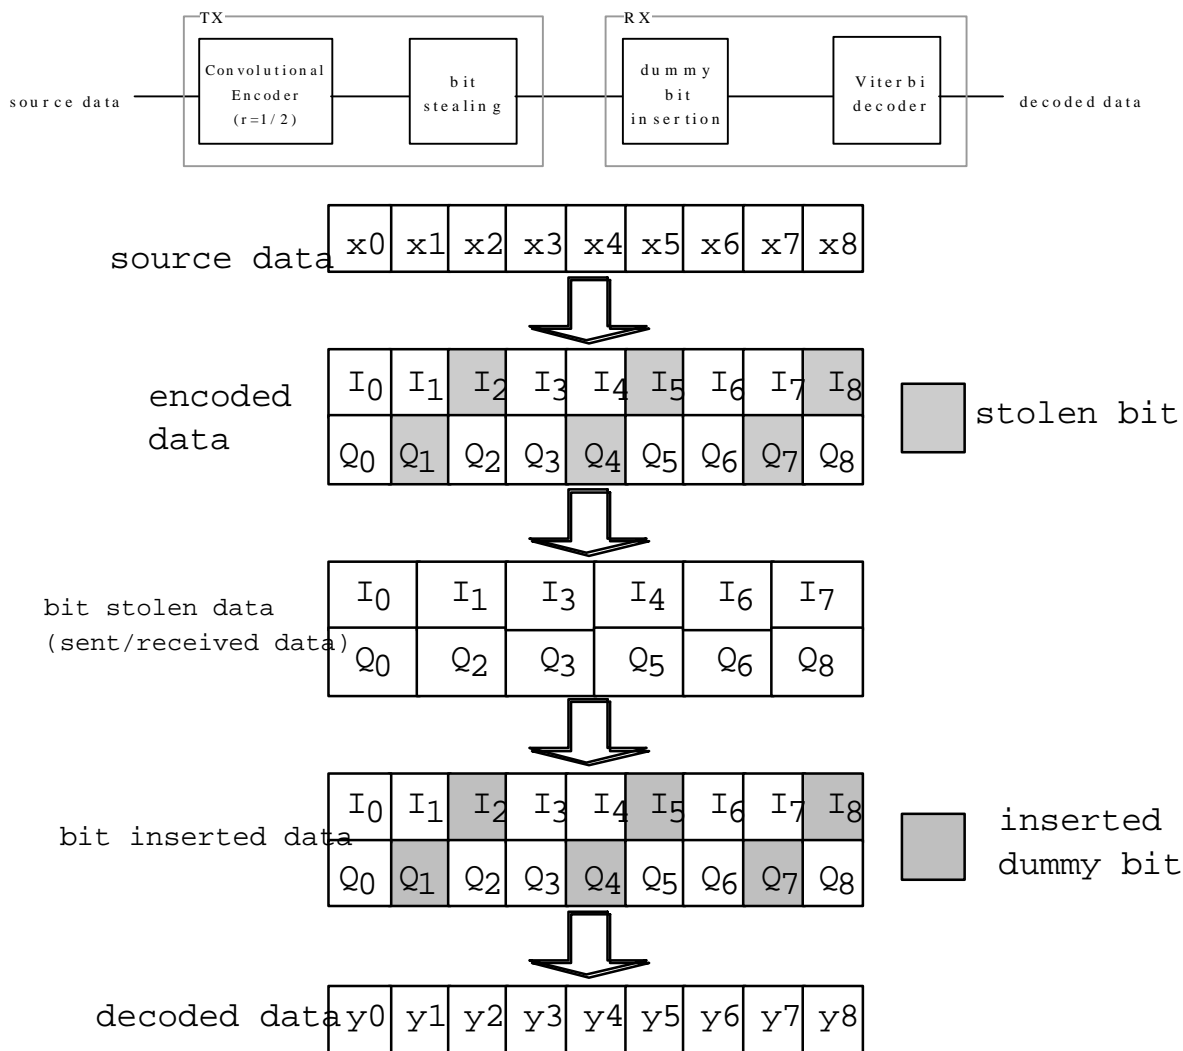 TX
RX
source data
Convolutional
Encoder
(r=1/2)
bit
stealing
dummy
bit
insertion
Viterbi
decoder
decoded data
source data
x0 x1 x2 x3 x4 x5 x6 x7 x8
encoded
data
I0 I1 I2 I3 I4 I5 I6 I7 I8
Q0 Q1 Q2 Q3 Q4 Q5 Q6 Q7 Q8
stolen bit
bit stolen data
(sent/received data)
I0 I1 I3 I4 I6 I7
Q0 Q2 Q3 Q5 Q6 Q8
bit inserted data
I0 I1 I2 I3 I4 I5 I6 I7 I8
Q0 Q1 Q2 Q3 Q4 Q5 Q6 Q7 Q8
inserted
dummy bit
decoded data
y0 y1 y2 y3 y4 y5 y6 y7 y8